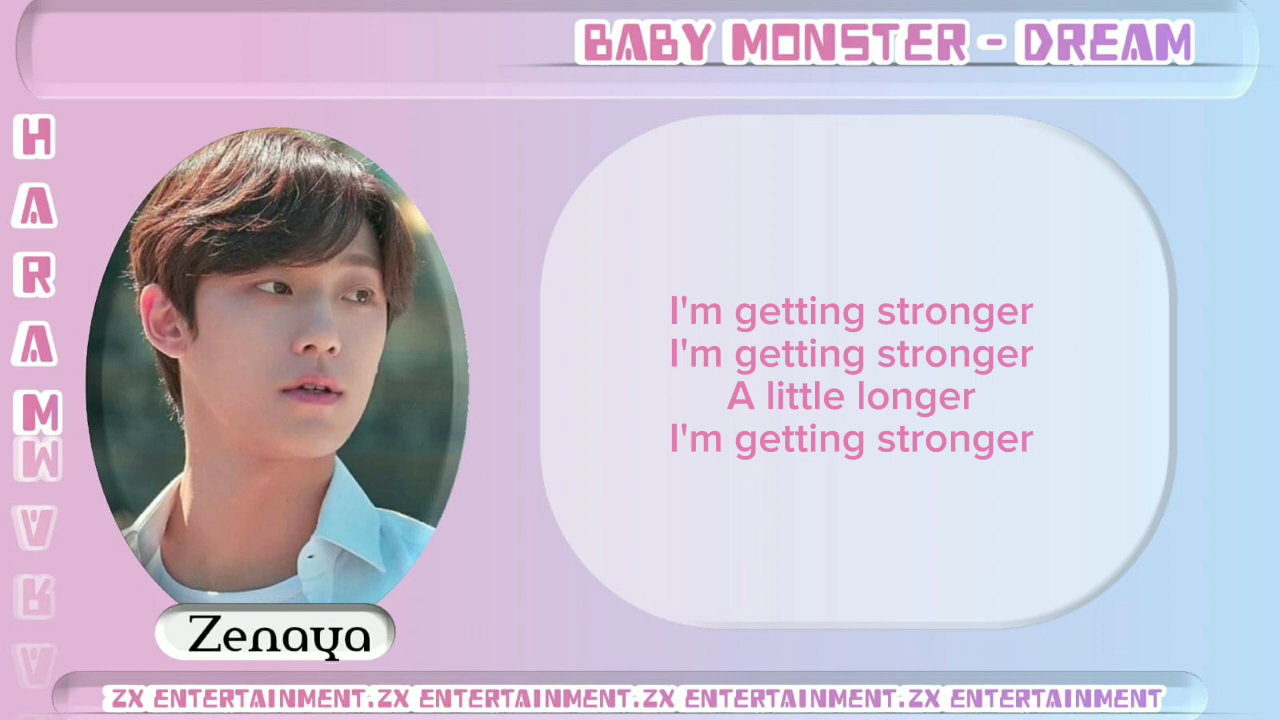 BABY MONSTER - DREAM
HARAM
I'm getting stronger
I'm getting stronger
A little longer
I'm getting stronger
Zenaya
ZX ENTERTAINMENT.ZX ENTERTAINMENT.ZX ENTERTAINMENT.ZX ENTERTAINMENT